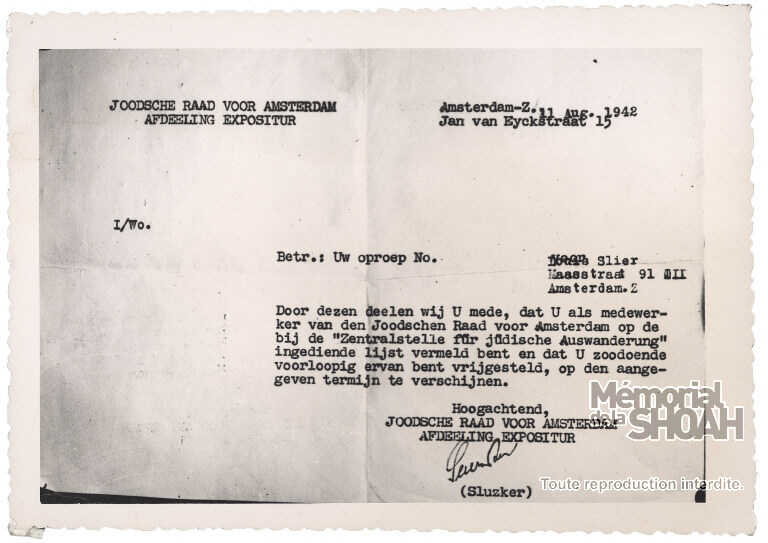 JOODSCHE RAAD VOOR AMSTERDAM
AFDEELING EXPOSITUR
Amsterdam-Z. 11 Aug. 1942
Jan van Eyckstraat 15
I/Wo.
Betr.: Uw oproep No.
Slier
Maasstraat 91 III
Amsterdam.Z
Door dezen deelen wij U mede, dat U als medewer-
ker van den Joodschen Raad voor Amsterdam op de
bij de "Zentralstelle für jüdische Auswanderung"
ingediende lijst vermeld bent en dat U zoodoende
voorloopig ervan bent vrijgesteld, op den aange-
geven termijn te verschijnen.
Hoogachtend,
JOODSCHE RAAD VOOR AMSTERDAM
AFDEELING EXPOSITUR
(Sluzker)
Mémorial
de la SHOAH
Toute reproduction interdite.